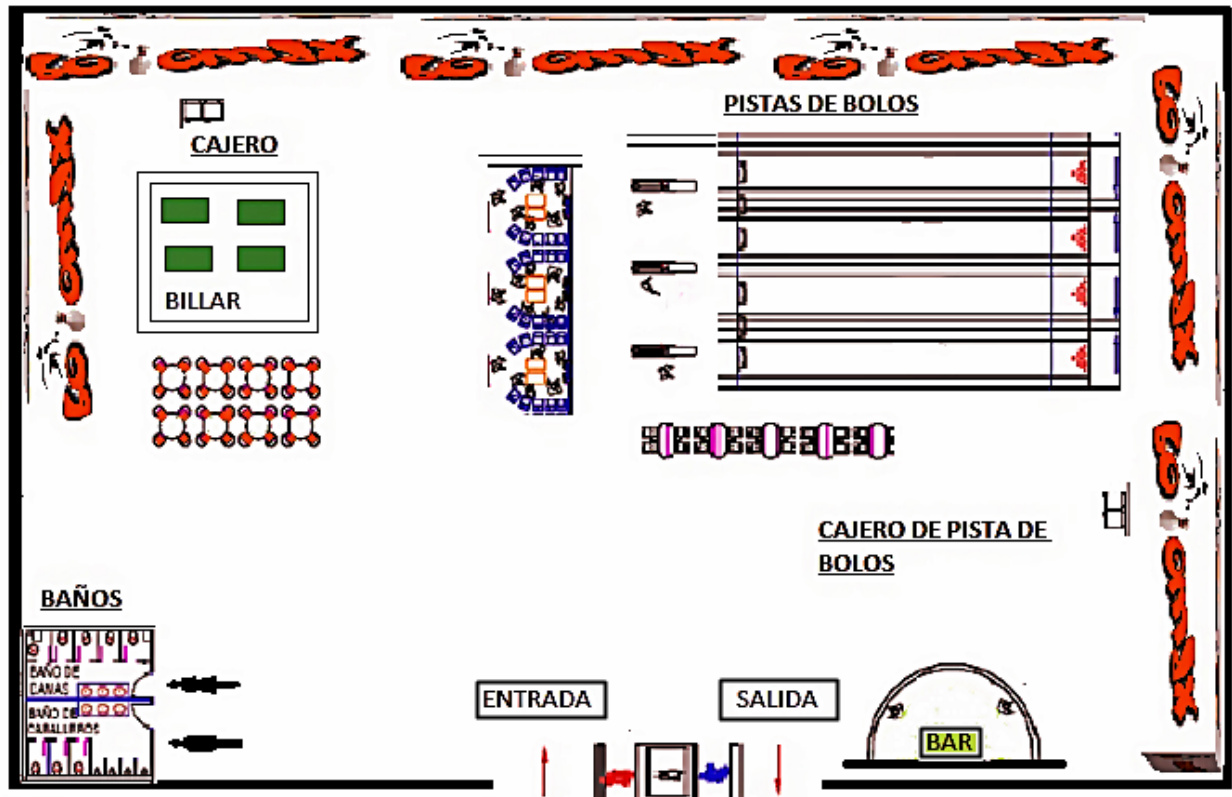 PISTAS DE BOLOS
CAJERO
BILLAR
CAJERO DE PISTA DE
BOLOS
BAÑOS
BAÑO DE
DAMAS
BAÑO DE
CABALLEROS
ENTRADA
SALIDA
BAR